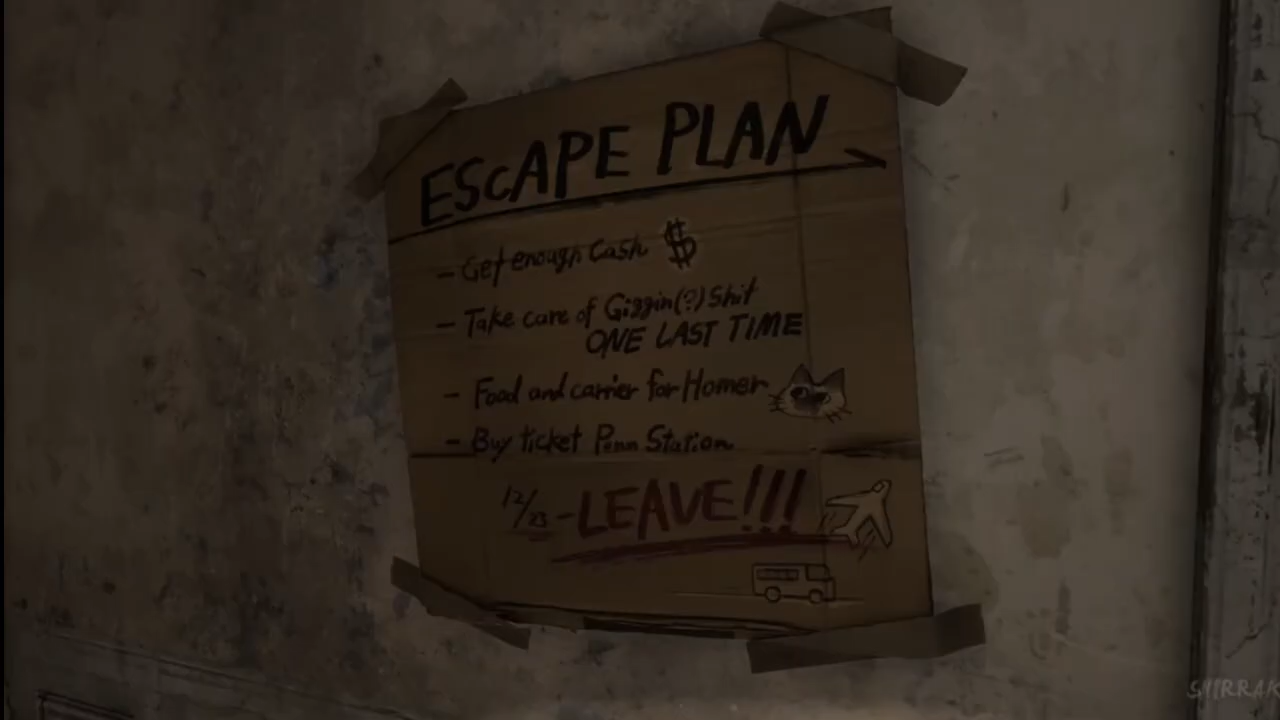 ESCAPE PLAN
- Get enough Cash $
- Take care of Giggin(?) Shit
ONE LAST TIME
- Food and carrier for Homer
- Buy ticket Penn Station
12/23 - LEAVE!!!
SHIRRAK